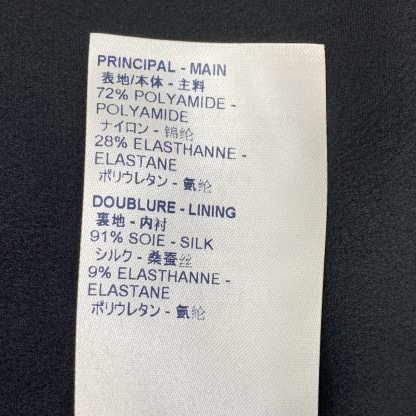 PRINCIPAL - MAIN
表地/本体 - 主料
72% POLYAMIDE -
POLYAMIDE
ナイロン - 锦纶
28% ELASTHANNE -
ELASTANE
ポリウレタン - 氨纶
DOUBLURE - LINING
裏地 - 内衬
91% SOIE - SILK
シルク - 桑蚕丝
9% ELASTHANNE -
ELASTANE
ポリウレタン - 氨纶